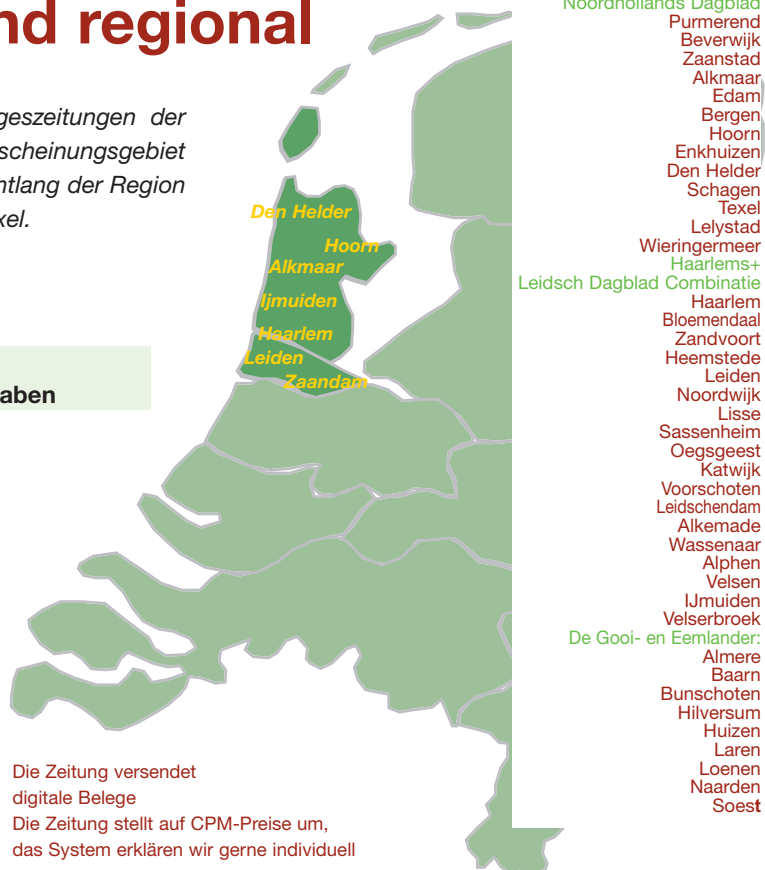 nd regional
geszeitungen der
scheinungsgebiet
ntlang der Region
xel.
aben
Den Helder
Hoorn
Alkmaar
Ijmuiden
Haarlem
Leiden
Zaandam
Die Zeitung versendet
digitale Belege
Die Zeitung stellt auf CPM-Preise um,
das System erklären wir gerne individuell
Noordhollands Dagblad
Purmerend
Beverwijk
Zaanstad
Alkmaar
Edam
Bergen
Hoorn
Enkhuizen
Den Helder
Schagen
Texel
Lelystad
Wieringermeer
Haarlems+
Leidsch Dagblad Combinatie
Haarlem
Bloemendaal
Zandvoort
Heemstede
Leiden
Noordwijk
Lisse
Sassenheim
Oegsgeest
Katwijk
Voorschoten
Leidschendam
Alkemade
Wassenaar
Alphen
Velsen
IJmuiden
Velserbroek
De Gooi- en Eemlander:
Almere
Baarn
Bunschoten
Hilversum
Huizen
Laren
Loenen
Naarden
Soest